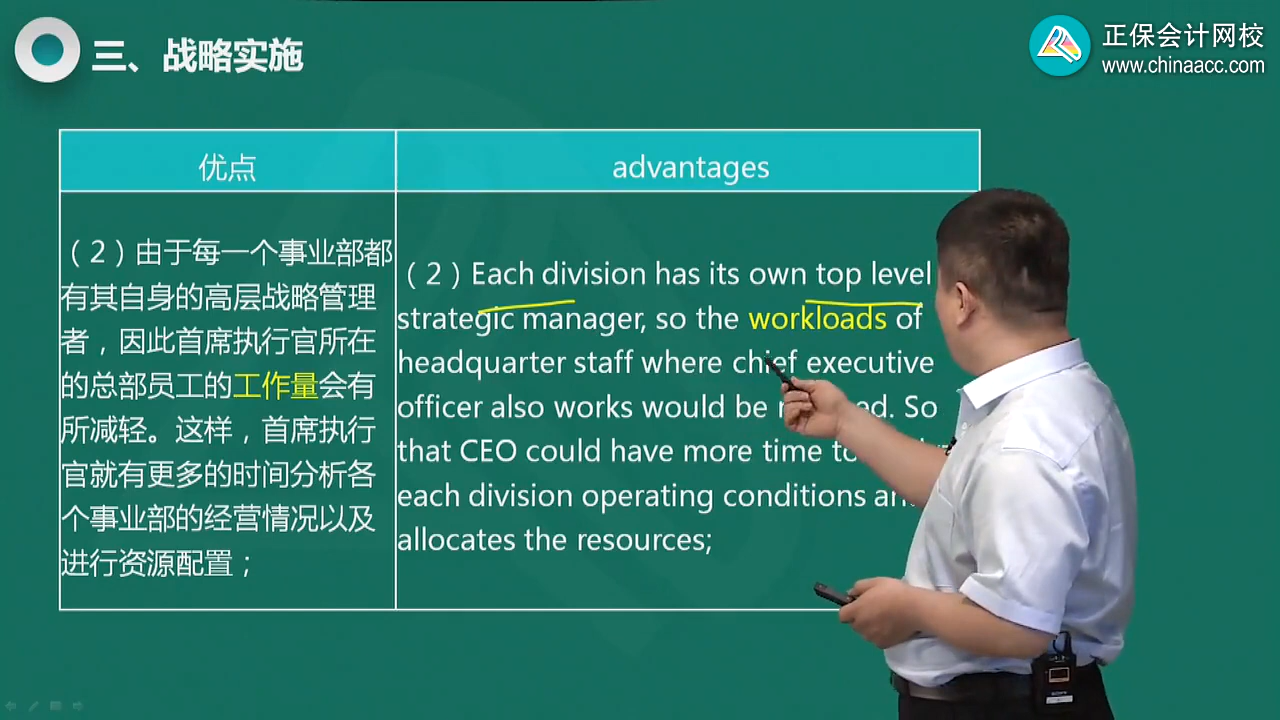 三、战略实施
正保会计网校
www.chinaacc.com
优点
advantages
（2）由于每一个事业部都
有其自身的高层战略管理
者，因此首席执行官所在
的总部员工的工作量会有
所减轻。这样，首席执行
官就有更多的时间分析各
个事业部的经营情况以及
进行资源配置；
（2）Each division has its own top level
strategic manager, so the workloads of
headquarter staff where chief executive
officer also works would be
So
that CEO could have more time to
each division operating conditions
allocates the resources;